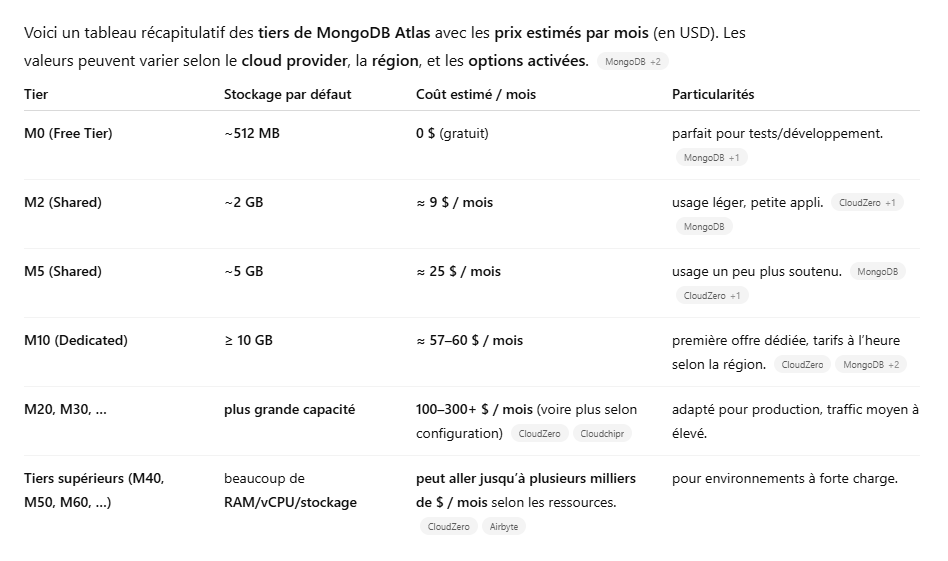 Voici un tableau récapitulatif des tiers de MongoDB Atlas avec les prix estimés par mois (en USD). Les
valeurs peuvent varier selon le cloud provider, la région, et les options activées. MongoDB +2
Tier Stockage par défaut Coût estimé / mois Particularités
M0 (Free Tier) ~512 MB 0 $ (gratuit) parfait pour tests/développement.
MongoDB +1
M2 (Shared) ~2 GB ≈ 9 $ / mois usage léger, petite appli. CloudZero +1
MongoDB
M5 (Shared) ~5 GB ≈ 25 $ / mois usage un peu plus soutenu. MongoDB
CloudZero +1
M10 (Dedicated) ≥ 10 GB ≈ 57–60 $ / mois première offre dédiée, tarifs à l’heure
selon la région. CloudZero MongoDB +2
M20, M30, … plus grande capacité 100–300+ $ / mois (voire plus selon adapté pour production, traffic moyen à
configuration) CloudZero Cloudchipr élevé.
Tiers supérieurs (M40, beaucoup de peut aller jusqu’à plusieurs milliers pour environnements à forte charge.
M50, M60, …) RAM/vCPU/stockage de $ / mois selon les ressources.
CloudZero Airbyte